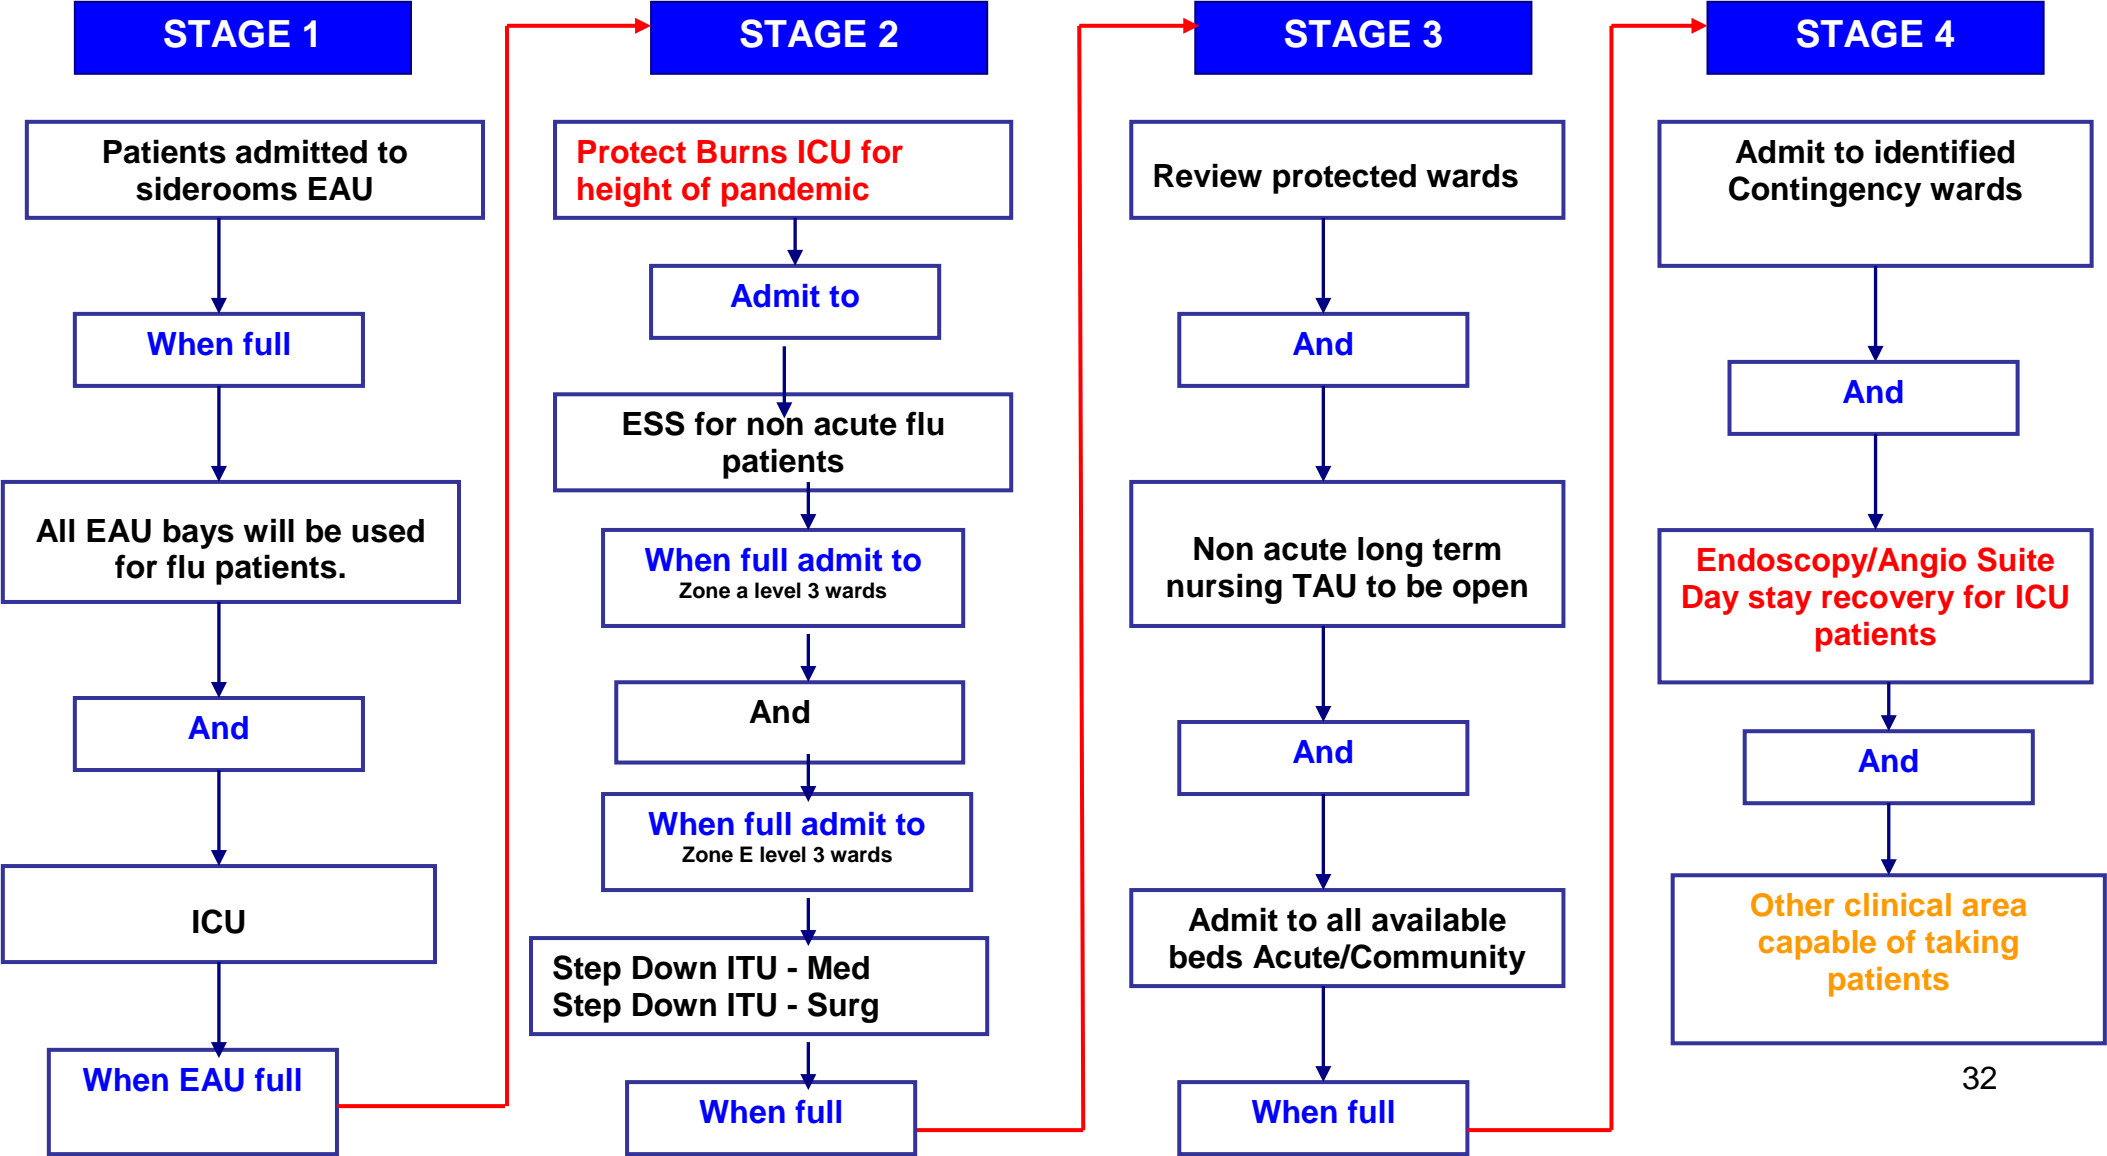 STAGE 1
Patients admitted to
siderooms EAU
When full
All EAU bays will be used
for flu patients.
And
ICU
When EAU full
STAGE 2
Protect Burns ICU for
height of pandemic
Admit to
ESS for non acute flu
patients
When full admit to
Zone a level 3 wards
And
When full admit to
Zone E level 3 wards
Step Down ITU - Med
Step Down ITU - Surg
When full
STAGE 3
Review protected wards
And
Non acute long term
nursing TAU to be open
And
Admit to all available
beds Acute/Community
When full
STAGE 4
Admit to identified
Contingency wards
And
Endoscopy/Angio Suite
Day stay recovery for ICU
patients
And
Other clinical area
capable of taking
patients
32